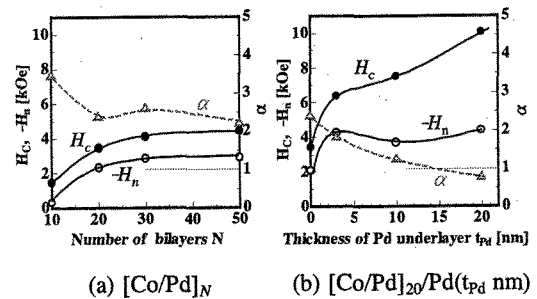 10
8
6
4
2
0
H_C, -H_n [kOe]
5
4
3
2
1
0
α
H_c
-H_n
α
10 20 30 40 50
Number of bilayers N
(a) [Co/Pd]_N
10
8
6
4
2
0
H_C, -H_n [kOe]
5
4
3
2
1
0
α
H_c
-H_n
α
0 5 10 15 20
Thickness of Pd underlayer t_Pd [nm]
(b) [Co/Pd]_20/Pd(t_Pd nm)